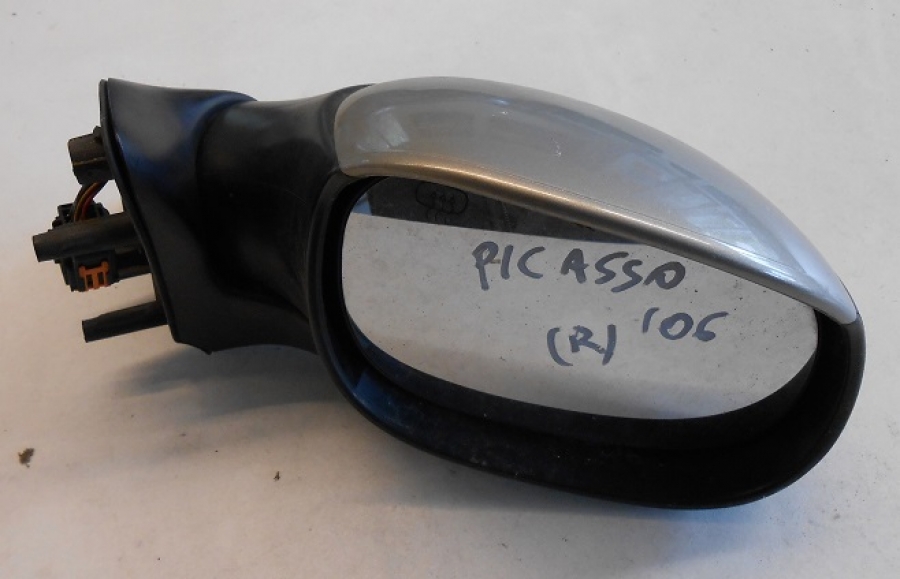 PICASSO
(R) '06